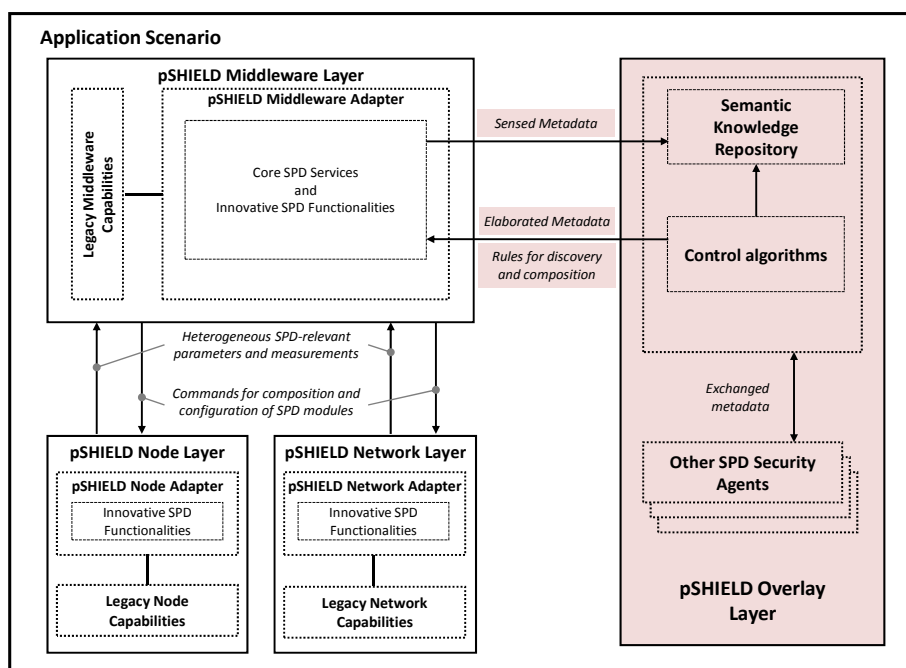 Application Scenario
pSHIELD Middleware Layer
pSHIELD Middleware Adapter
Legacy Middleware
Capabilities
Core SPD Services
and
Innovative SPD Functionalities
Sensed Metadata
Elaborated Metadata
Rules for discovery
and composition
Semantic
Knowledge
Repository
Control algorithms
Heterogeneous SPD-relevant
parameters and measurements
Commands for composition and
configuration of SPD modules
Exchanged
metadata
pSHIELD Node Layer
pSHIELD Node Adapter
Innovative SPD
Functionalities
Legacy Node
Capabilities
pSHIELD Network Layer
pSHIELD Network Adapter
Innovative SPD
Functionalities
Legacy Network
Capabilities
Other SPD Security
Agents
pSHIELD Overlay
Layer